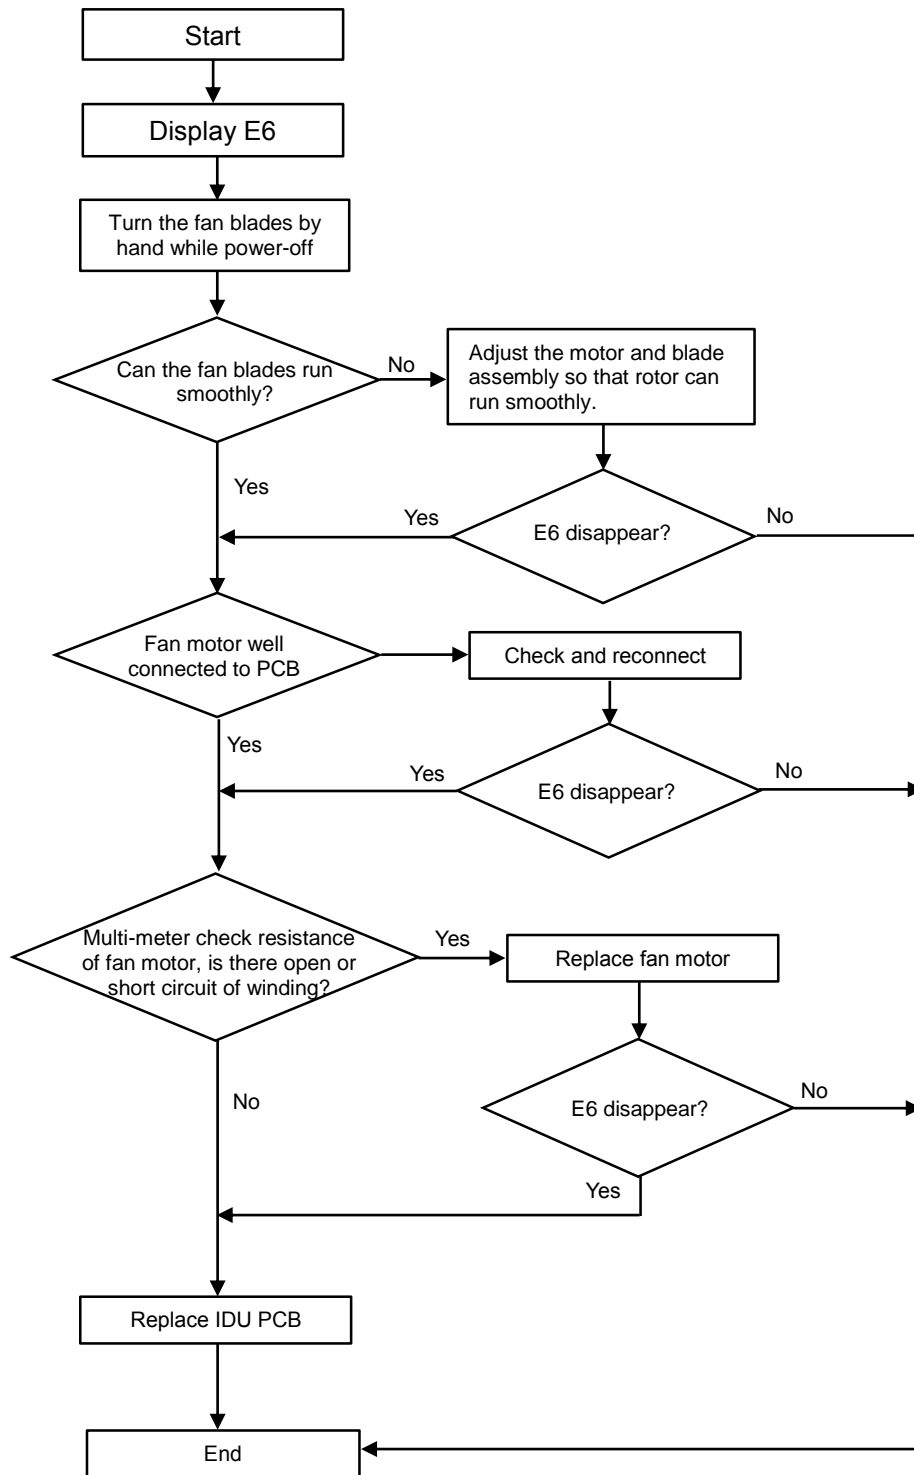 Start
Display E6
Turn the fan blades by
hand while power-off
Can the fan blades run
smoothly?
No
Adjust the motor and blade
assembly so that rotor can
run smoothly.
Yes
Yes
E6 disappear?
No
Fan motor well
connected to PCB
Check and reconnect
Yes
Yes
E6 disappear?
No
Multi-meter check resistance
of fan motor, is there open or
short circuit of winding?
Yes
Replace fan motor
No
E6 disappear?
No
Yes
Replace IDU PCB
End